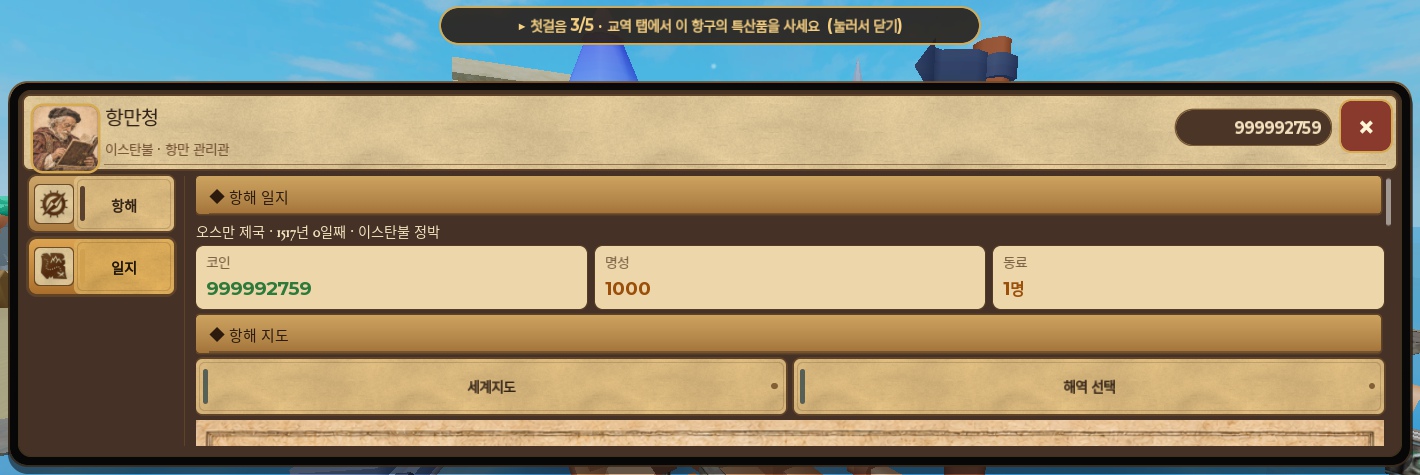 ▸ 첫걸음 3/5 · 교역 탭에서 이 항구의 특산품을 사세요 (눌러서 닫기)
항만청
이스탄불 · 항만 관리관
999992759
×
항해
일지
◆ 항해 일지
오스만 제국 · 1517년 0일째 · 이스탄불 정박
코인
999992759
명성
1000
동료
1명
◆ 항해 지도
세계지도
해역 선택